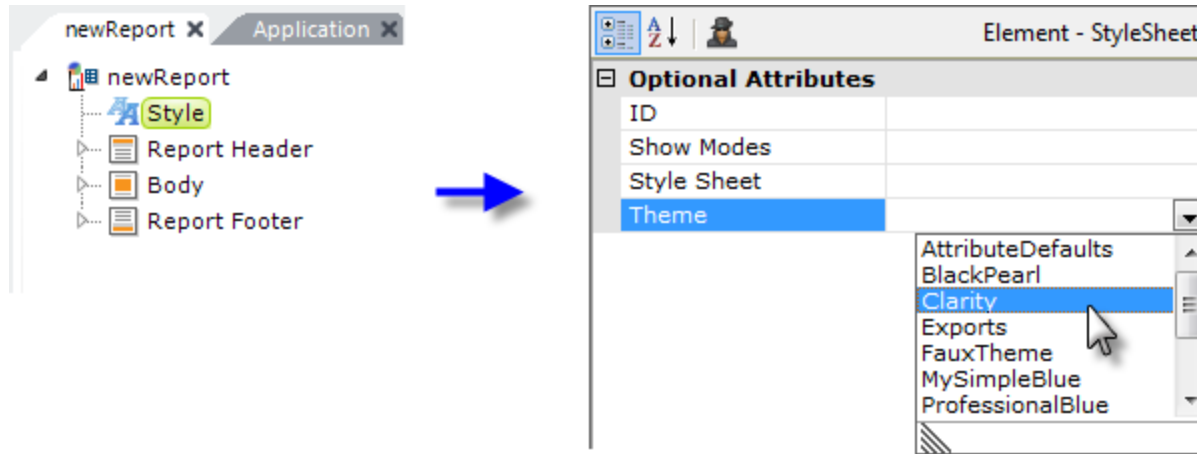 newReport Application
newReport
Style
Report Header
Body
Report Footer
Element - StyleSheet
Optional Attributes
ID
Show Modes
Style Sheet
Theme
AttributeDefaults
BlackPearl
Clarity
Exports
FauxTheme
MySimpleBlue
ProfessionalBlue